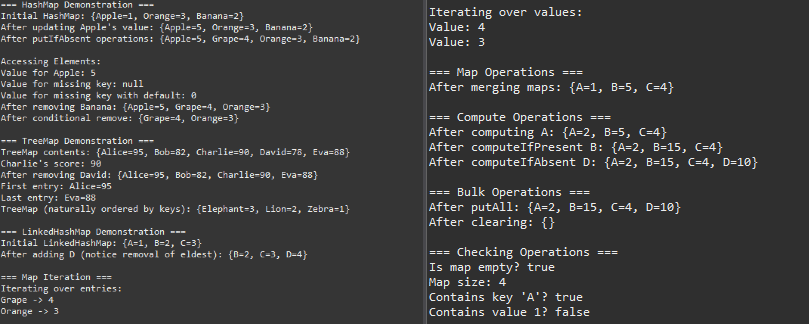 === HashMap Demonstration ===
Initial HashMap: {Apple=1, Orange=3, Banana=2}
After updating Apple's value: {Apple=5, Orange=3, Banana=2}
After putIfAbsent operations: {Apple=5, Grape=4, Orange=3, Banana=2}
Accessing Elements:
Value for Apple: 5
Value for missing key: null
Value for missing key with default: 0
After removing Banana: {Apple=5, Grape=4, Orange=3}
After conditional remove: {Grape=4, Orange=3}
=== TreeMap Demonstration ===
TreeMap contents: {Alice=95, Bob=82, Charlie=90, David=78, Eva=88}
Charlie's score: 90
After removing David: {Alice=95, Bob=82, Charlie=90, Eva=88}
First entry: Alice=95
Last entry: Eva=88
TreeMap (naturally ordered by keys): {Elephant=3, Lion=2, Zebra=1}
=== LinkedHashMap Demonstration ===
Initial LinkedHashMap: {A=1, B=2, C=3}
After adding D (notice removal of eldest): {B=2, C=3, D=4}
=== Map Iteration ===
Iterating over entries:
Grape -> 4
Orange -> 3
Iterating over values:
Value: 4
Value: 3
=== Map Operations ===
After merging maps: {A=1, B=5, C=4}
=== Compute Operations ===
After computing A: {A=2, B=5, C=4}
After computeIfPresent B: {A=2, B=15, C=4}
After computeIfAbsent D: {A=2, B=15, C=4, D=10}
=== Bulk Operations ===
After putAll: {A=2, B=15, C=4, D=10}
After clearing: {}
=== Checking Operations ===
Is map empty? true
Map size: 4
Contains key 'A'? true
Contains value 1? false